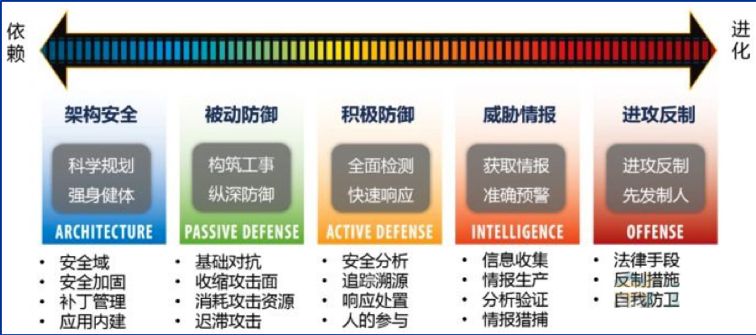 依赖
进化
架构安全
科学规划
强身健体
ARCHITECTURE
• 安全域
• 安全加固
• 补丁管理
• 应用内建
被动防御
构筑工事
纵深防御
PASSIVE DEFENSE
• 基础对抗
• 收缩攻击面
• 消耗攻击资源
• 迟滞攻击
积极防御
全面检测
快速响应
ACTIVE DEFENSE
• 安全分析
• 追踪溯源
• 响应处置
• 人的参与
威胁情报
获取情报
准确预警
INTELLIGENCE
• 信息收集
• 情报生产
• 分析验证
• 情报猎捕
进攻反制
进攻反制
先发制人
OFFENSE
• 法律手段
• 反制措施
• 自我防卫